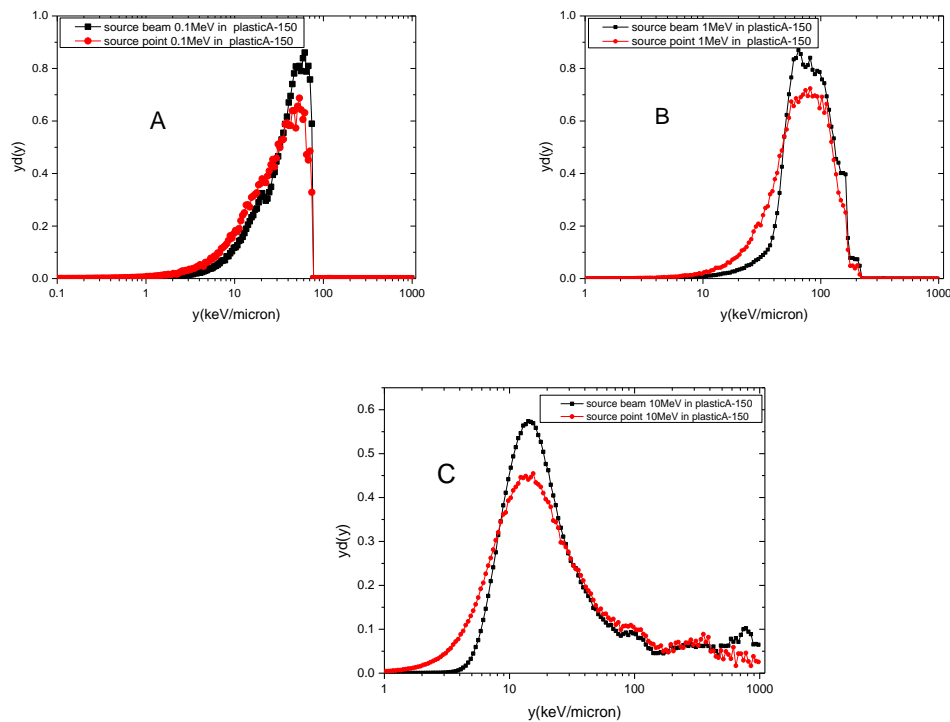 source beam 0.1MeV in plasticA-150
source point 0.1MeV in plasticA-150
A
yd(y)
1.0
0.8
0.6
0.4
0.2
0.0
0.1 1 10 100 1000
y(keV/micron)
source beam 1MeV in plasticA-150
source point 1MeV in plasticA-150
B
yd(y)
1.0
0.8
0.6
0.4
0.2
0.0
1 10 100 1000
y(keV/micron)
source beam 10MeV in plasticA-150
source point 10MeV in plasticA-150
C
yd(y)
0.6
0.5
0.4
0.3
0.2
0.1
0.0
1 10 100 1000
y(keV/micron)